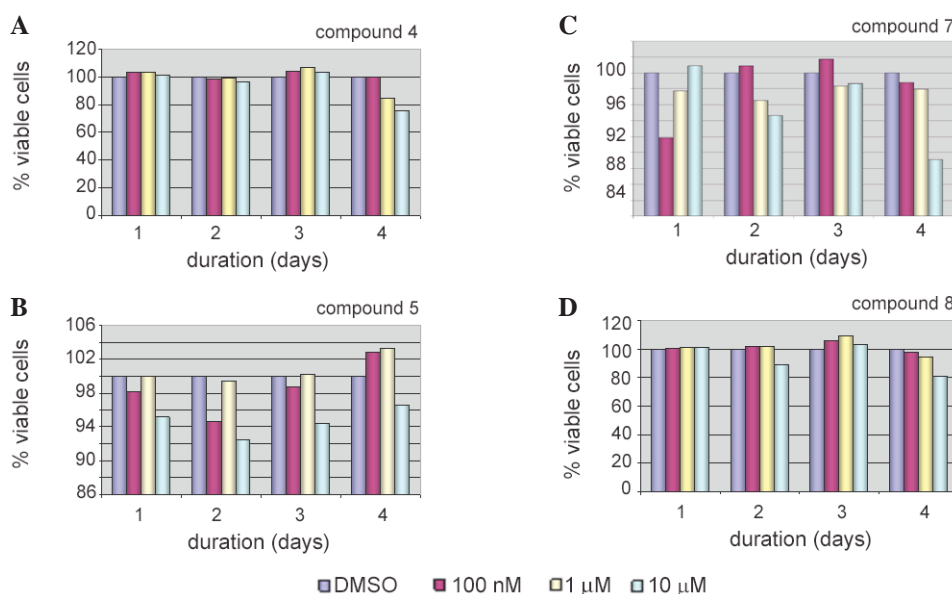 A
compound 4
% viable cells
120
100
80
60
40
20
0
1 2 3 4
duration (days)
B
compound 5
% viable cells
106
102
98
94
90
86
1 2 3 4
duration (days)
C
compound 7
% viable cells
100
96
92
88
84
1 2 3 4
duration (days)
D
compound 8
% viable cells
120
100
80
60
40
20
0
1 2 3 4
duration (days)
DMSO 100 nM 1 μM 10 μM